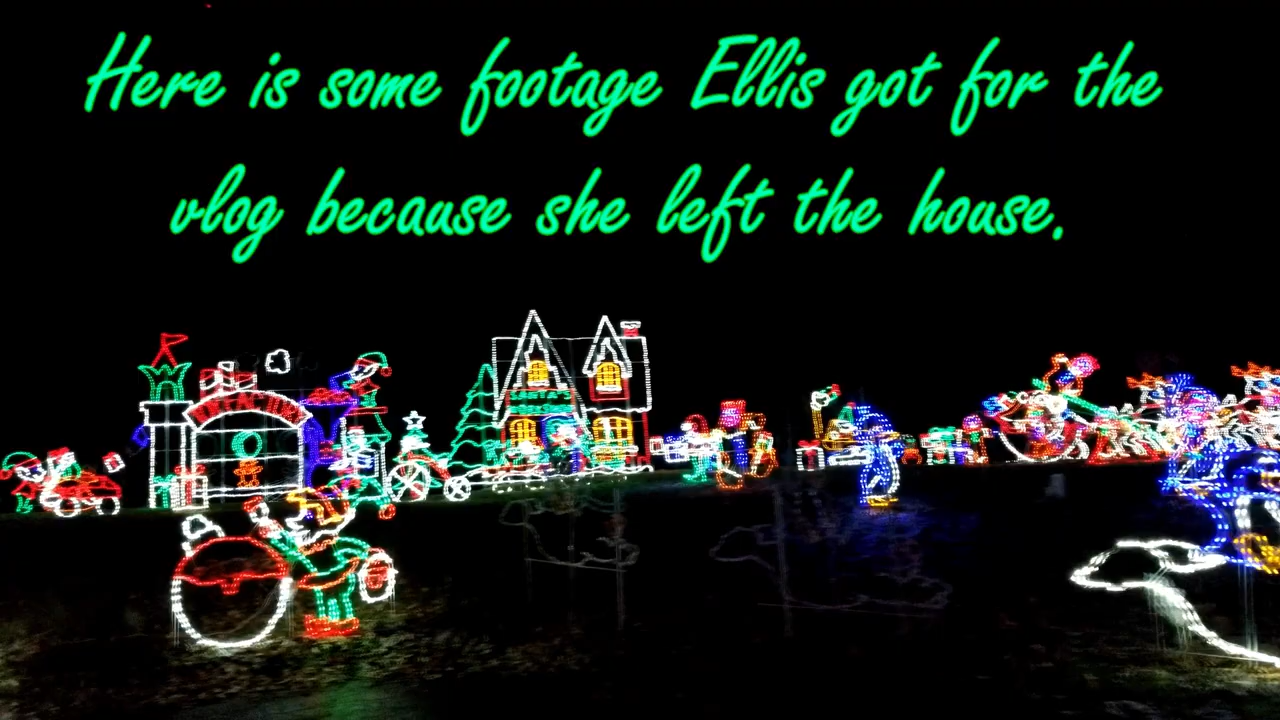 Here is some footage Ellis got for the
vlog because she left the house.